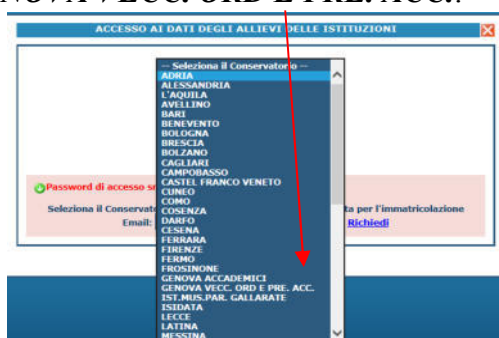 NOVA VECC. ORD E PRE. ACC..
ACCESSO AI DATI DEGLI ALLIEVI DELLE ISTITUZIONI
-- Seleziona il Conservatorio --
ADRIA
ALESSANDRIA
L'AQUILA
AVELLINO
BARI
BENEVENTO
BOLOGNA
BRESCIA
BOLZANO
CAGLIARI
CAMPOBASSO
CASTEL FRANCO VENETO
CUNEO
COMO
COSENZA
DARFO
CESENA
FERRARA
FIRENZE
FERMO
FROSINONE
GENOVA ACCADEMICI
GENOVA VECC. ORD E PRE. ACC.
IST.MUS.PAR. GALLARATE
ISIDATA
LECCE
LATINA
MESSINA
Password di accesso
Seleziona il ta per l'immatricolazione
Email: Richiedi